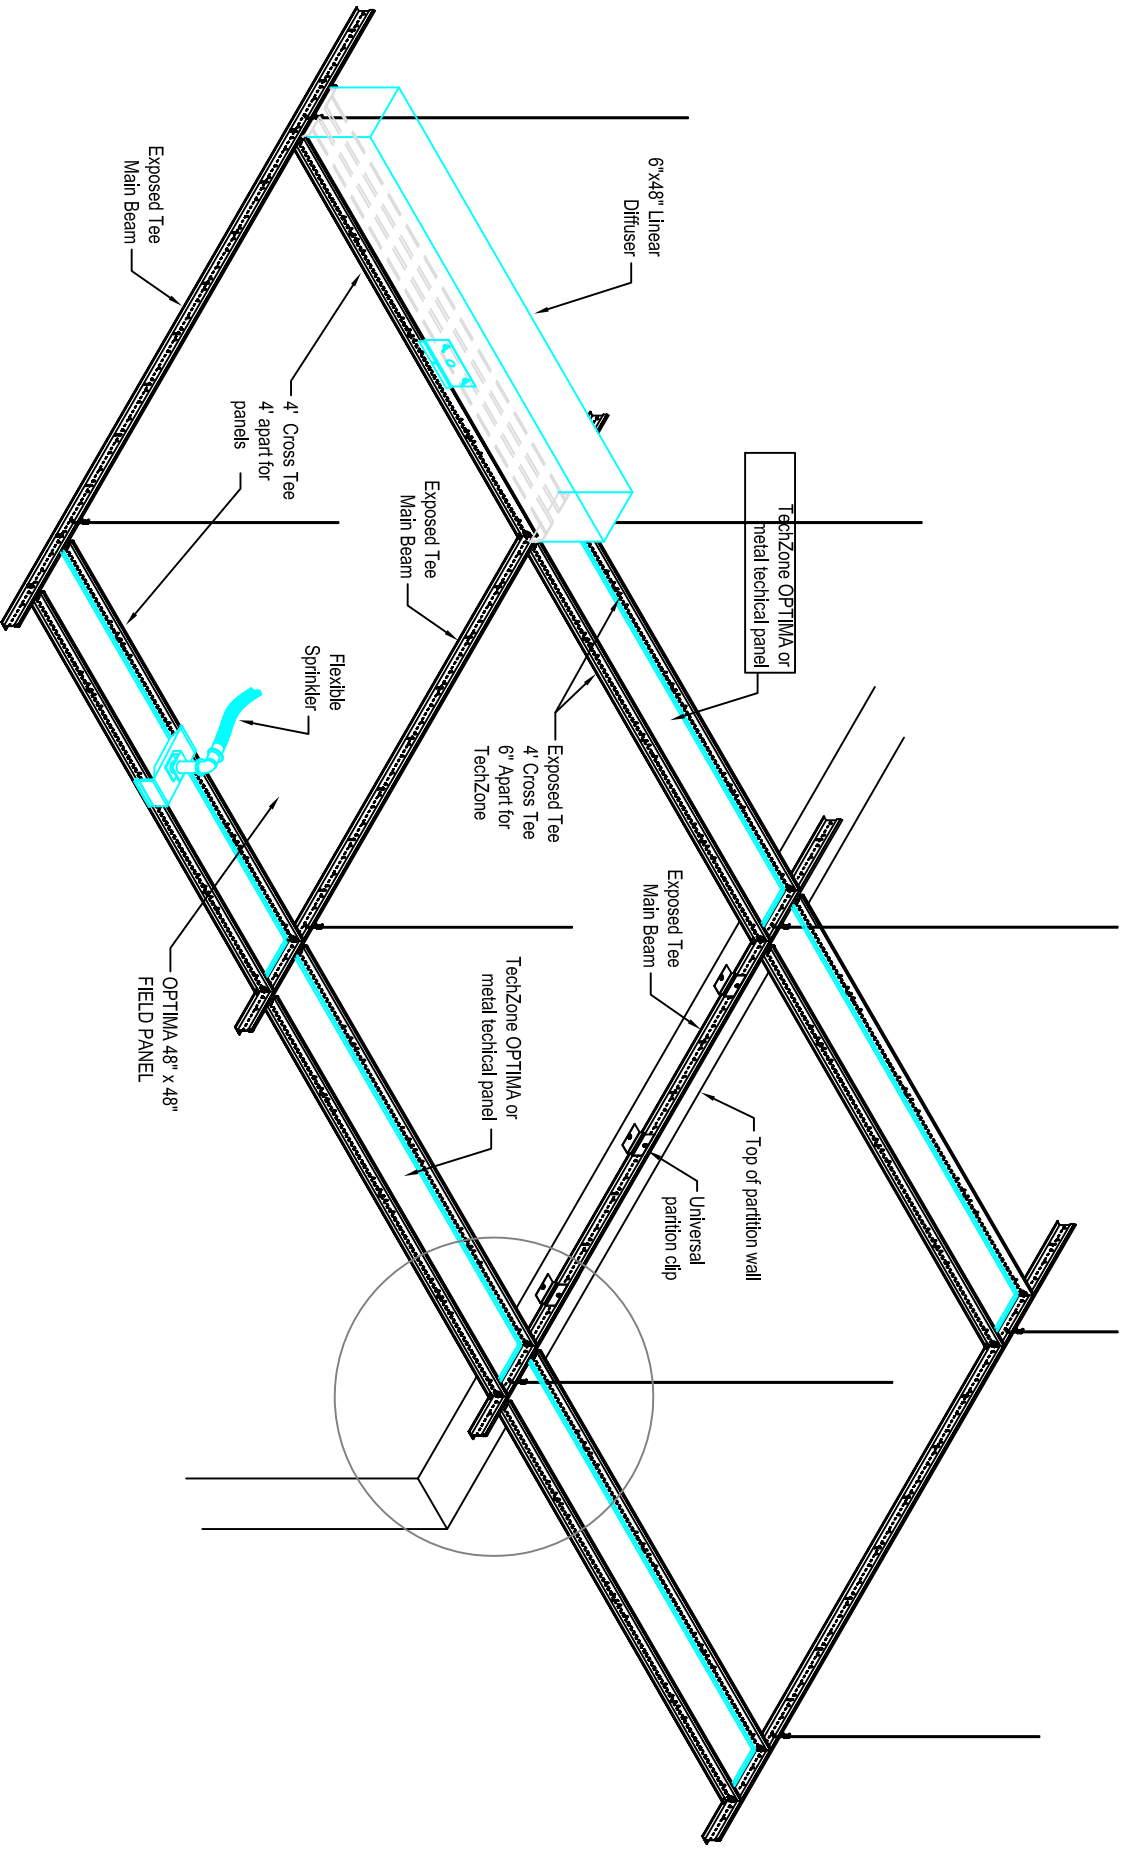 6"x48" Linear
Diffuser
Exposed Tee
Main Beam
4' Cross Tee
4' apart for
panels
TechZone OPTIMA or
metal techical panel
Exposed Tee
Main Beam
Flexible
Sprinkler
Exposed Tee
4' Cross Tee
6" Apart for
TechZone
Exposed Tee
Main Beam
Top of partition wall
Universal
parition clip
TechZone OPTIMA or
metal techical panel
OPTIMA 48" x 48"
FIELD PANEL